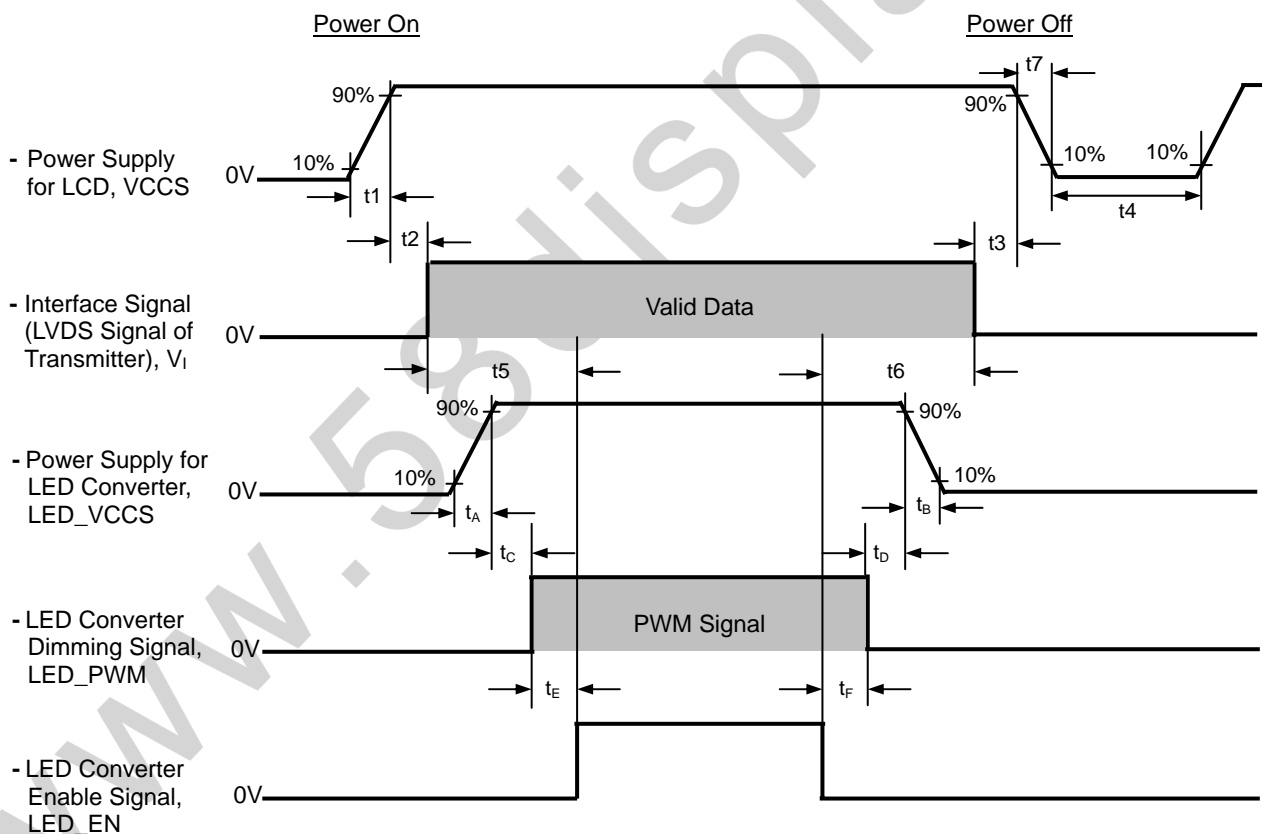 Power On
Power Off
t7
90%
90%
- Power Supply
for LCD, VCCS
10%
0V
10%
10%
t1
t4
t2
t3
- Interface Signal
(LVDS Signal of
Transmitter), VI
0V
Valid Data
t5
t6
90%
90%
- Power Supply for
LED Converter,
LED_VCCS
10%
0V
10%
tA
tB
tC
tD
- LED Converter
Dimming Signal,
LED_PWM
0V
PWM Signal
tE
tF
- LED Converter
Enable Signal,
LED_EN
0V
www.58displa